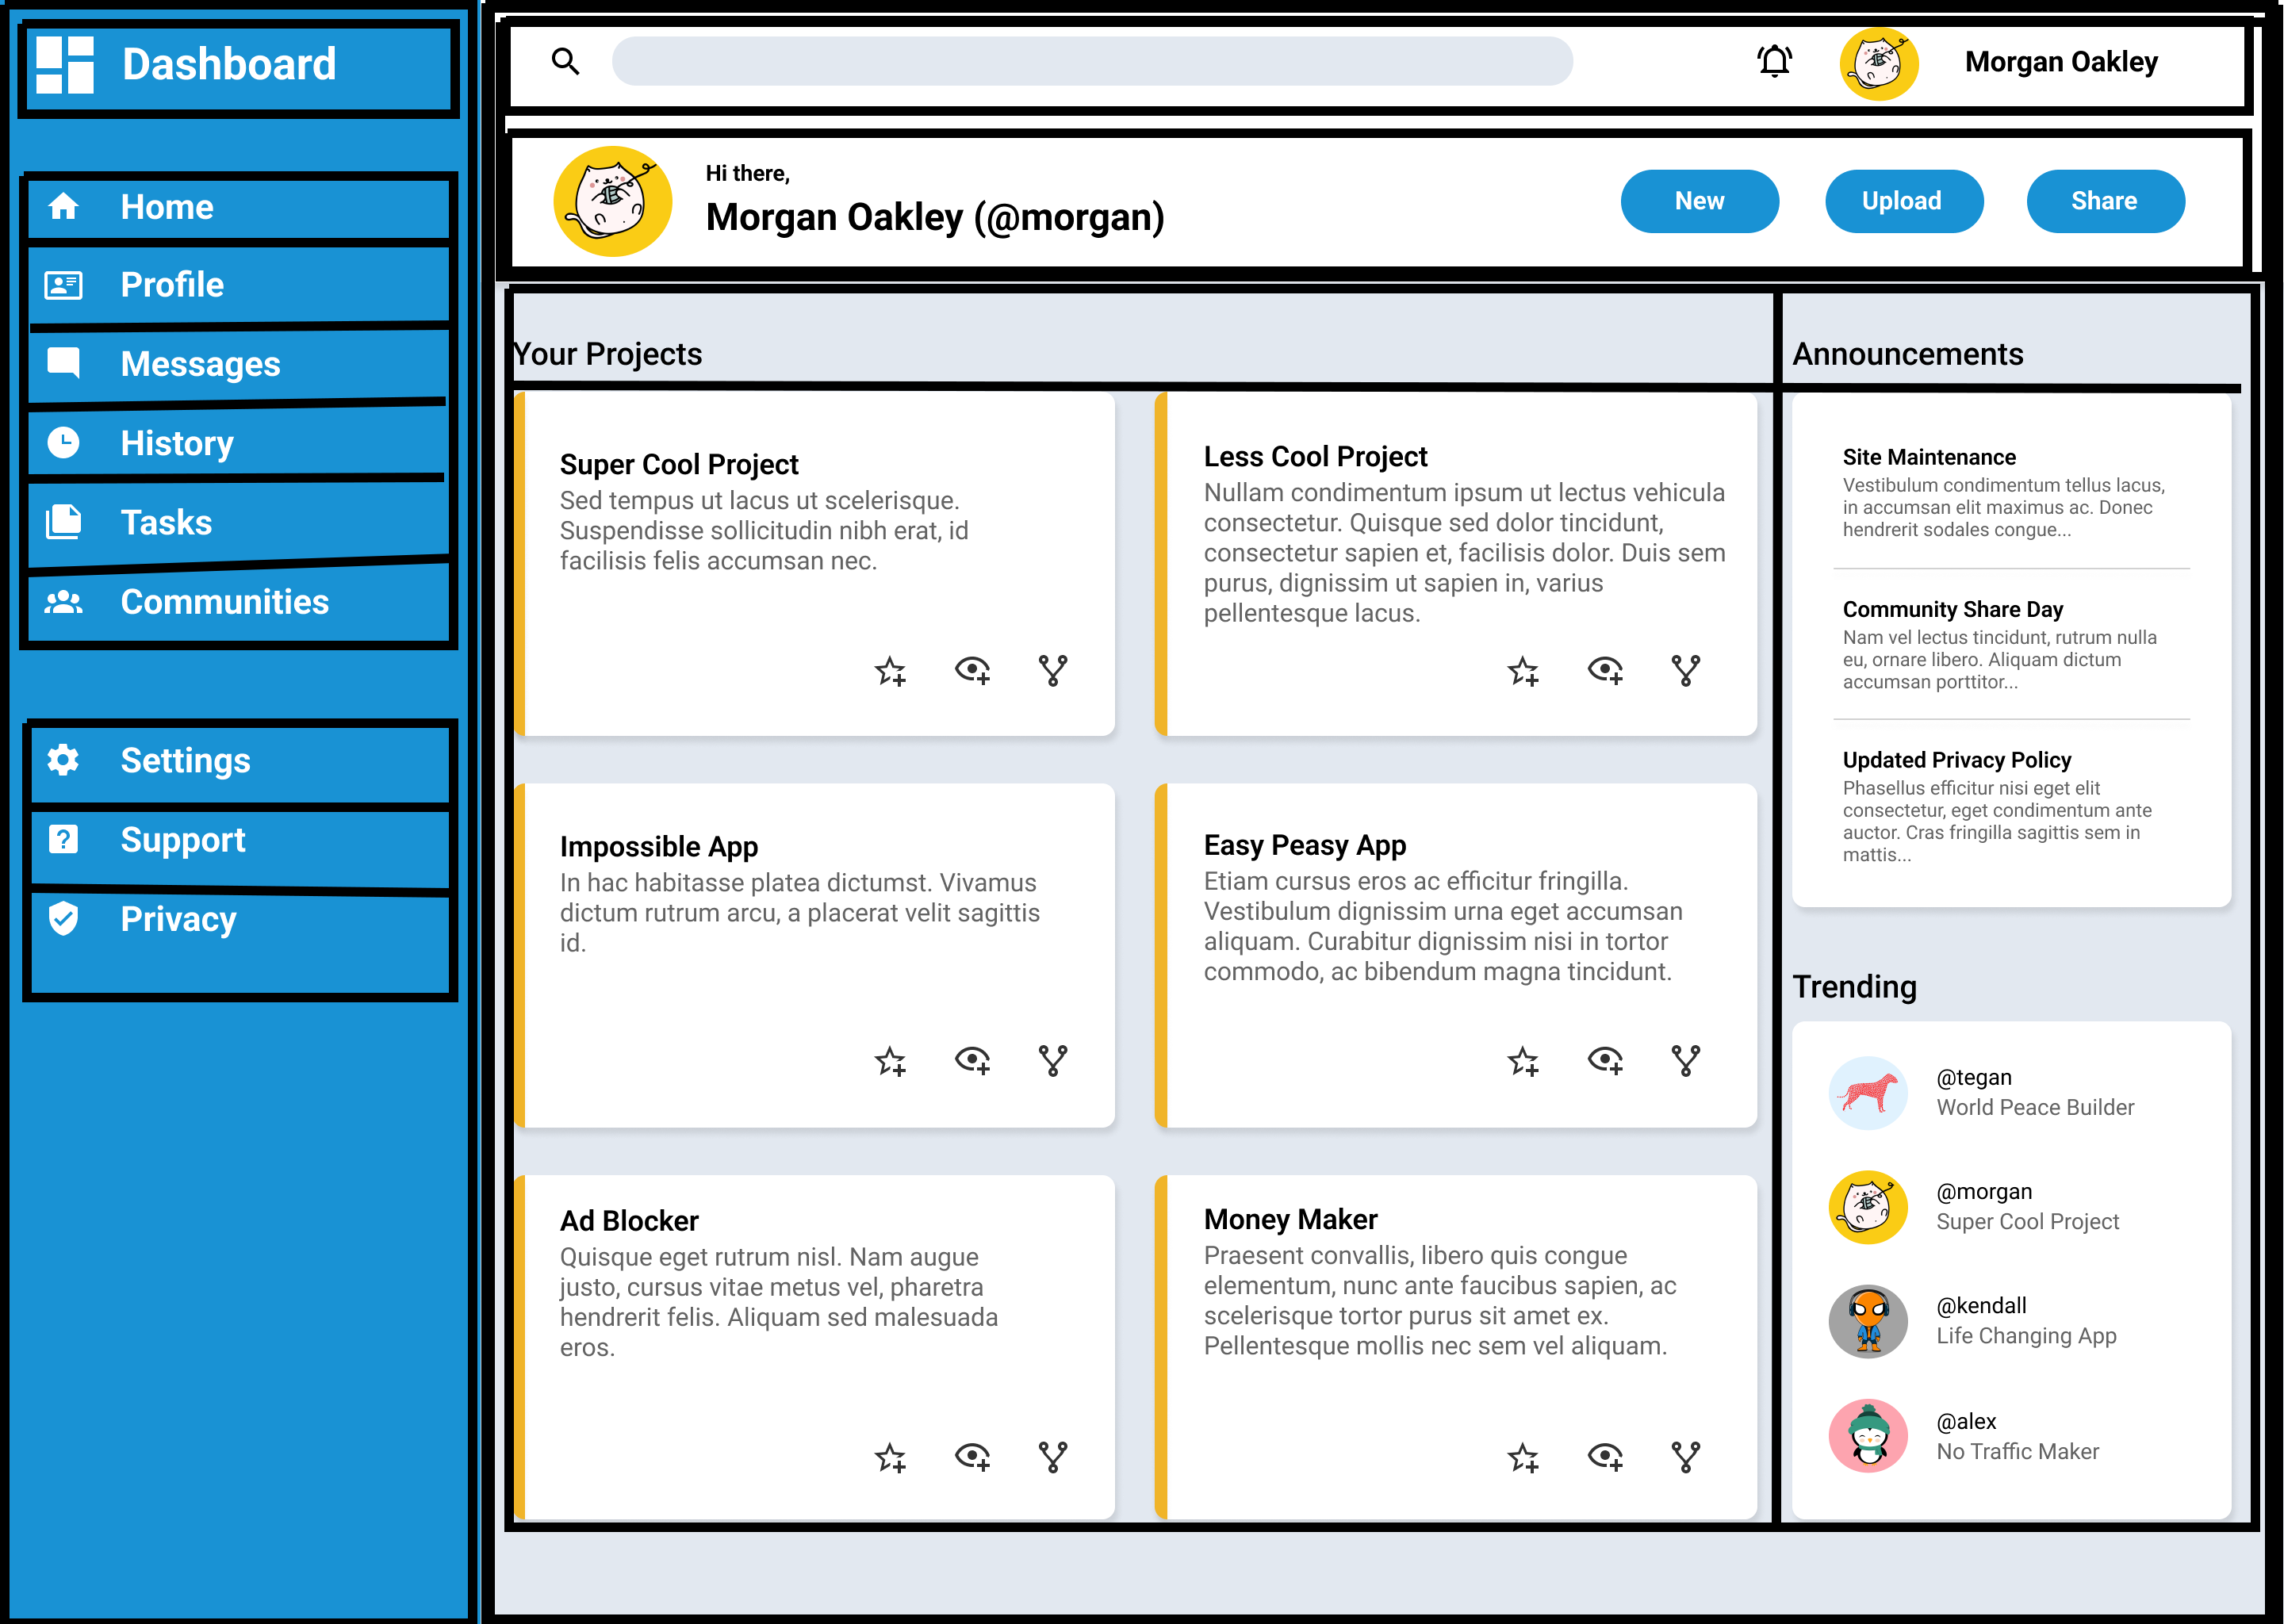 Dashboard
Home
Profile
Messages
History
Tasks
Communities
Settings
Support
Privacy
Morgan Oakley
Hi there,
Morgan Oakley (@morgan)
New
Upload
Share
Your Projects
Super Cool Project
Sed tempus ut lacus ut scelerisque.
Suspendisse sollicitudin nibh erat, id
facilisis felis accumsan nec.
Less Cool Project
Nullam condimentum ipsum ut lectus vehicula
consectetur. Quisque sed dolor tincidunt,
consectetur sapien et, facilisis dolor. Duis sem
purus, dignissim ut sapien in, varius
pellentesque lacus.
Impossible App
In hac habitasse platea dictumst. Vivamus
dictum rutrum arcu, a placerat velit sagittis
id.
Easy Peasy App
Etiam cursus eros ac efficitur fringilla.
Vestibulum dignissim urna eget accumsan
aliquam. Curabitur dignissim nisi in tortor
commodo, ac bibendum magna tincidunt.
Ad Blocker
Quisque eget rutrum nisl. Nam augue
justo, cursus vitae metus vel, pharetra
hendrerit felis. Aliquam sed malesuada
eros.
Money Maker
Praesent convallis, libero quis congue
elementum, nunc ante faucibus sapien, ac
scelerisque tortor purus sit amet ex.
Pellentesque mollis nec sem vel aliquam.
Announcements
Site Maintenance
Vestibulum condimentum tellus lacus,
in accumsan elit maximus ac. Donec
hendrerit sodales congue...
Community Share Day
Nam vel lectus tincidunt, rutrum nulla
eu, ornare libero. Aliquam dictum
accumsan porttitor...
Updated Privacy Policy
Phasellus efficitur nisi eget elit
consectetur, eget condimentum ante
auctor. Cras fringilla sagittis sem in
mattis...
Trending
@tegan
World Peace Builder
@morgan
Super Cool Project
@kendall
Life Changing App
@alex
No Traffic Maker